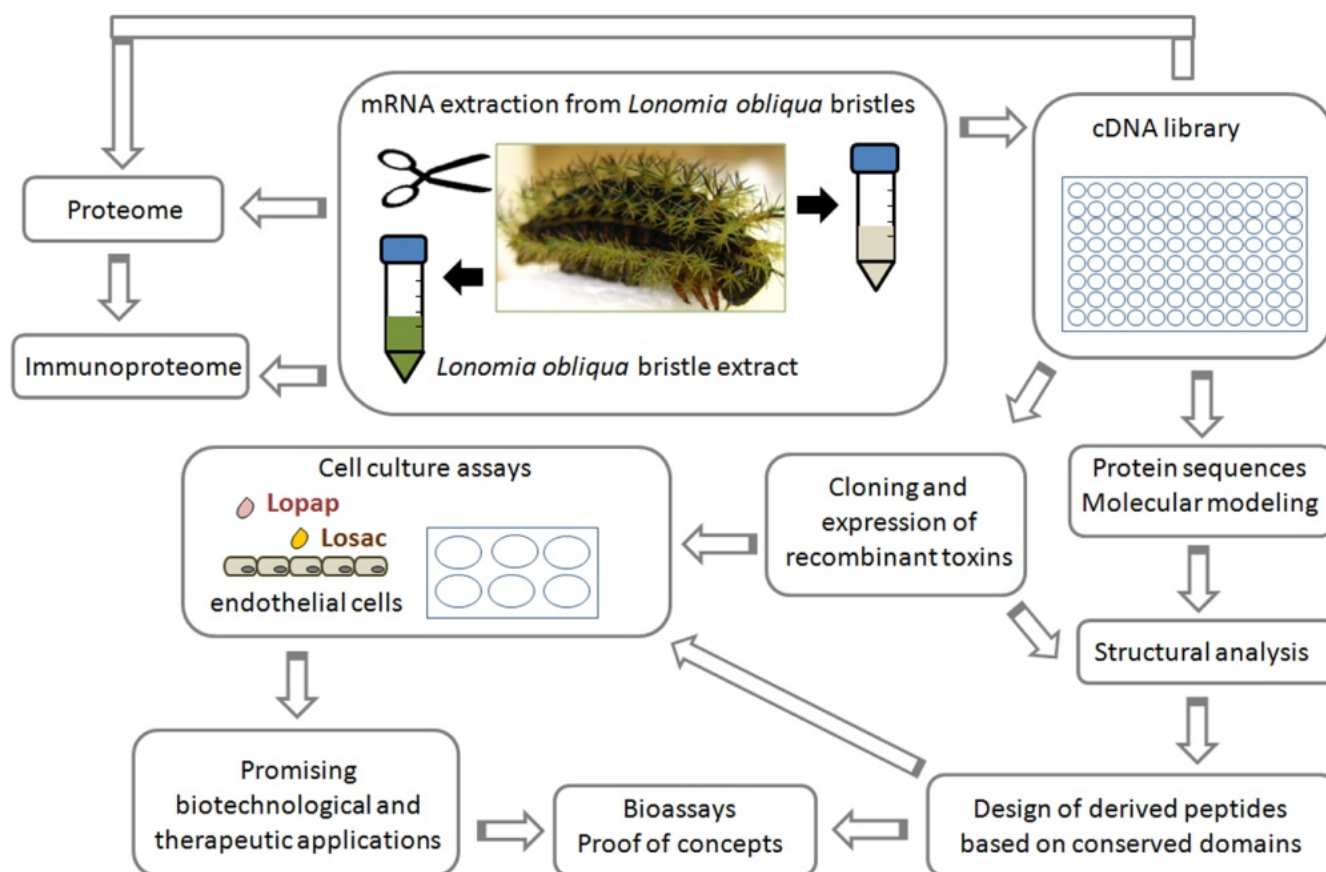 mRNA extraction from Lonomia obliqua bristles
cDNA library
Proteome
Immunoproteome
Lonomia obliqua bristle extract
Cell culture assays
Lopap
Losac
endothelial cells
Cloning and
expression of
recombinant toxins
Protein sequences
Molecular modeling
Structural analysis
Promising
biotechnological and
therapeutic applications
Bioassays
Proof of concepts
Design of derived peptides
based on conserved domains